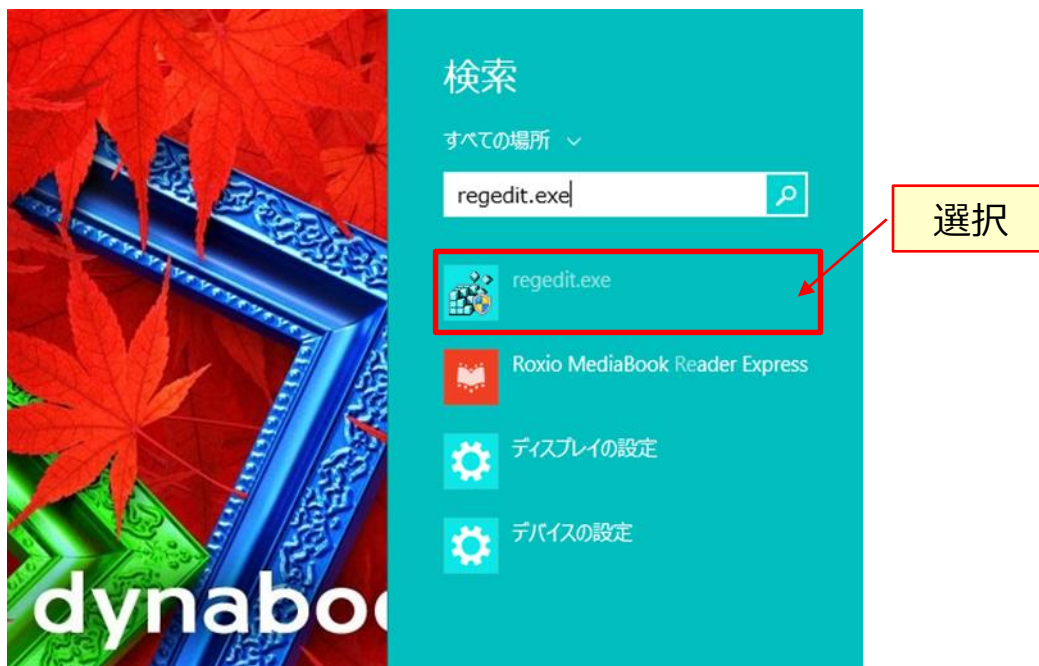 検索
すべての場所
regedit.exe
選択
regedit.exe
Roxio MediaBook Reader Express
ディスプレイの設定
デバイスの設定